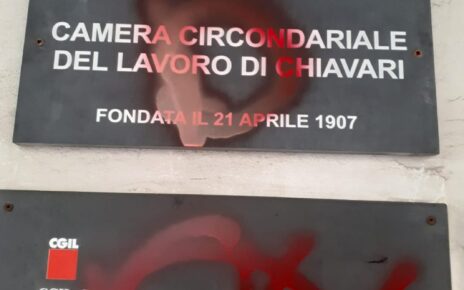 CAMERA CIRCONDARIALE
DEL LAVORO DI CHIAVARI
FONDATA IL 21 APRILE 1907
CGIL